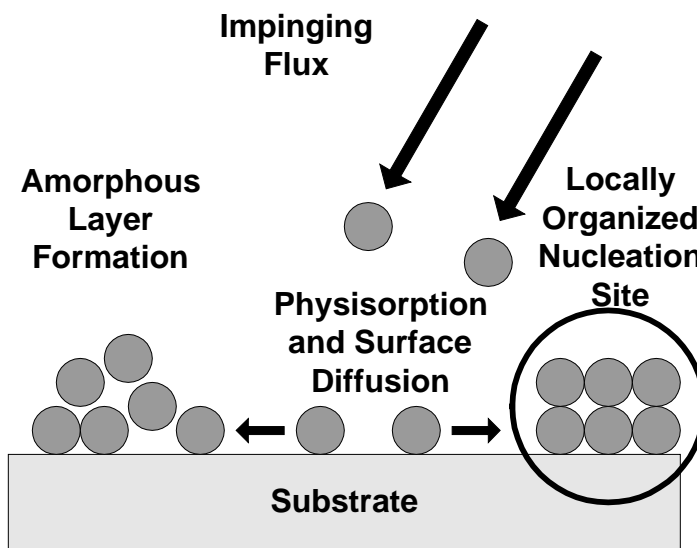 Impinging
Flux
Amorphous
Layer
Formation
Locally
Organized
Nucleation
Site
Physisorption
and Surface
Diffusion
Substrate